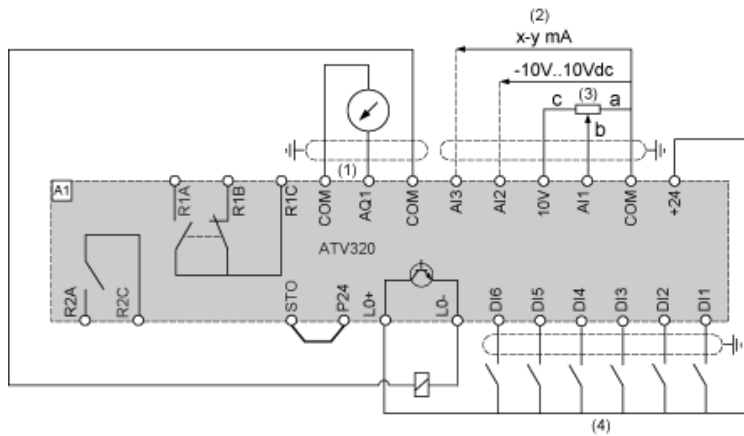 (2)
x-y mA
-10V..10Vdc
c (3) a
b
(1)
A1
R1A R1B R1C COM AQ1 COM AI3 AI2 10V AI1 COM +24
ATV320
R2A R2C STO P24 L0+ L0- DI6 DI5 DI4 DI3 DI2 DI1
(4)